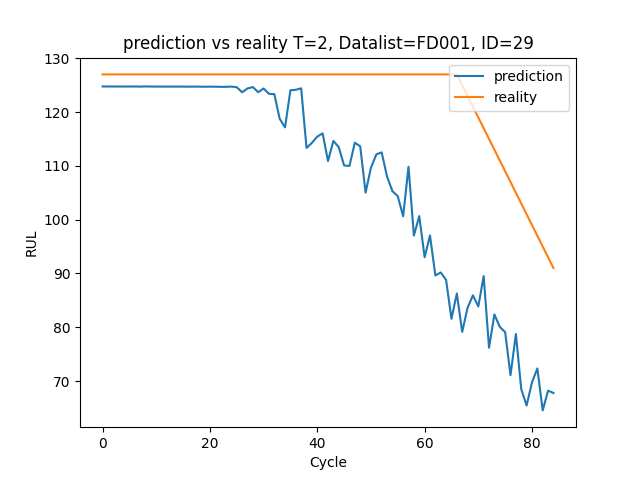 prediction vs reality T=2, Datalist=FD001, ID=29
130
120
110
100
90
80
70
RUL
0 20 40 60 80
Cycle
prediction
reality